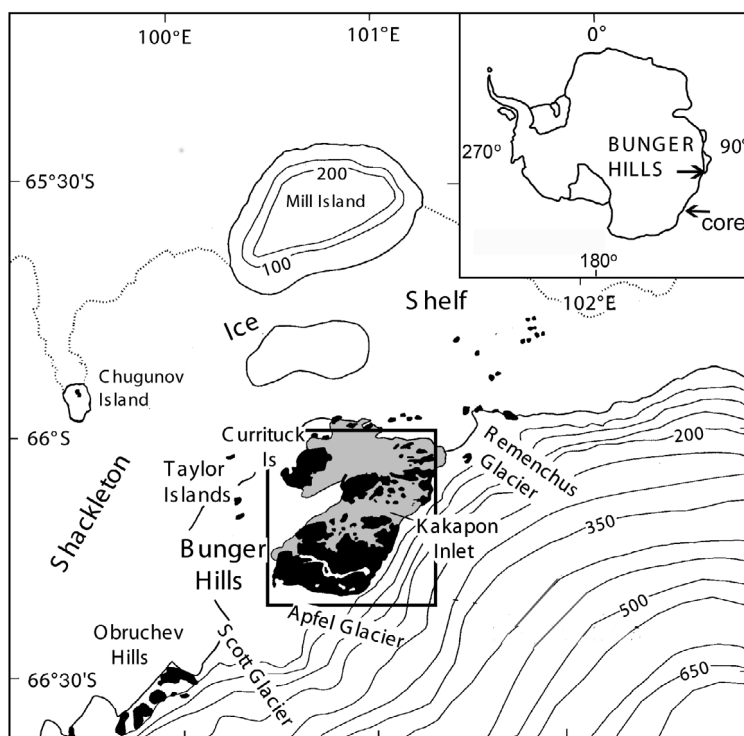 100°E
101°E
0°
BUNGER
HILLS
270°
90°
core
180°
102°E
65°30'S
200
Mill Island
100
Shelf
Ice
Chugunov
Island
66°S
Currituck
Is
Taylor
Islands
Shackleton
Remenchus
Glacier
200
350
Kakapon
Inlet
Bunger
Hills
Apfel Glacier
500
Obruchev
Hills
Scott Glacier
650
66°30'S